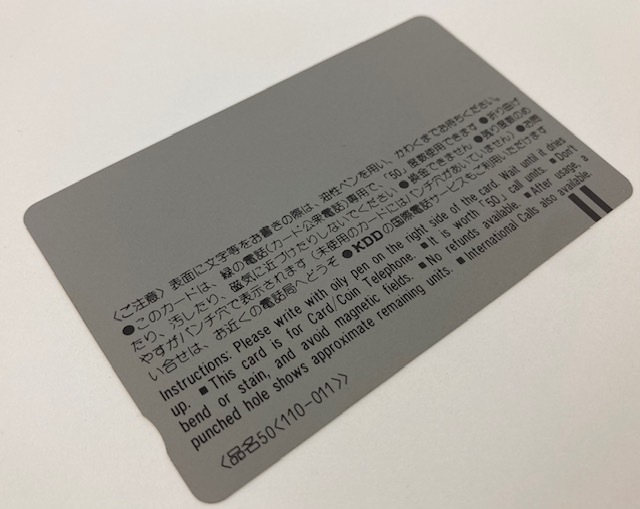 〈ご注意〉 表面に文字等をお書きの際は、油性ペンを用い、かわくまでお待ちください。
●このカードは、緑の電話(カード公衆電話)専用で、「50」度数使用できます ●折り曲げ
たり、汚したり、磁気に近づけたりしないでください ●換金できません ●残り度数のめ
やすがパンチ穴で表示されます(未使用のカードにはパンチ穴があいていません) ●お問
い合せは、お近くの電話局へどうぞ ●KDDの国際電話サービスもご利用いただけます
Instructions: Please write with oily pen on the right side of the card. Wait until it dries
up. ■This card is for Card/Coin Telephone. ■It is worth「50」call units. ■Don't
bend or stain, and avoid magnetic fields. ■No refunds available. ■After usage, a
punched hole shows approximate remaining units. ■International Calls also available.
〈品名50〈110-011〉〉